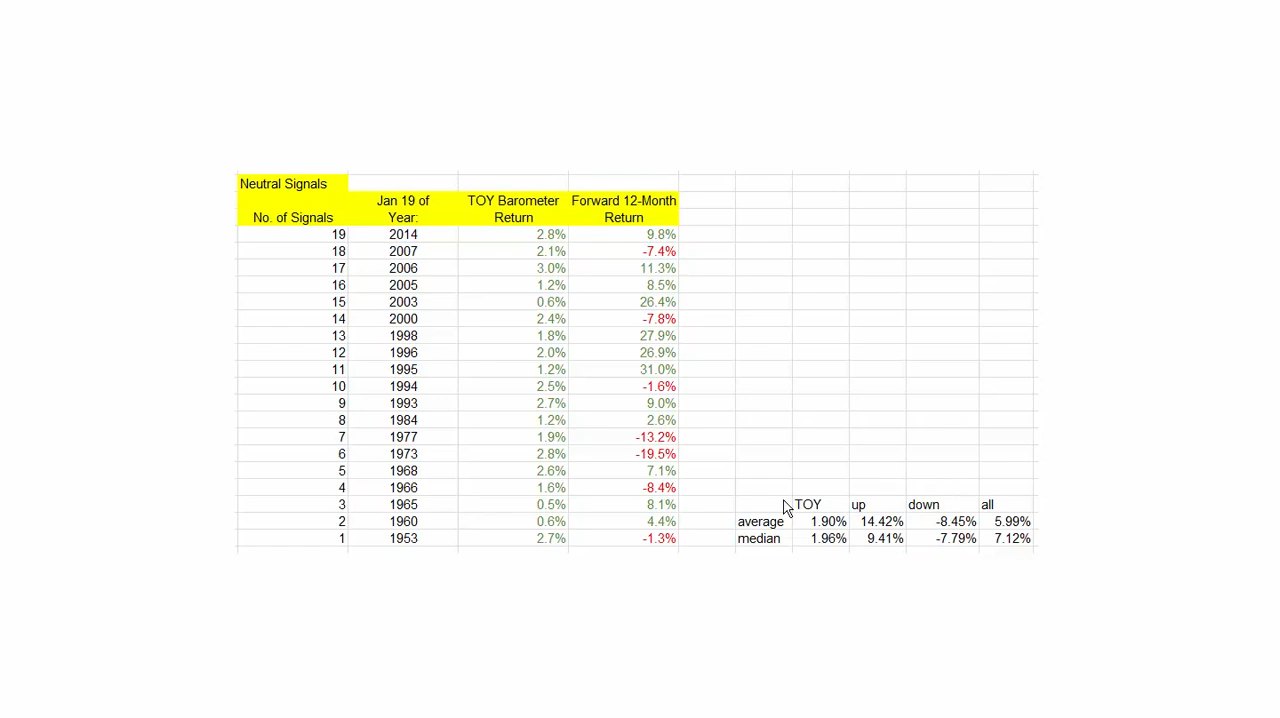 Neutral Signals
Jan 19 of TOY Barometer Forward 12-Month
No. of Signals Year: Return Return
19 2014 2.8% 9.8%
18 2007 2.1% -7.4%
17 2006 3.0% 11.3%
16 2005 1.2% 8.5%
15 2003 0.6% 26.4%
14 2000 2.4% -7.8%
13 1998 1.8% 27.9%
12 1996 2.0% 26.9%
11 1995 1.2% 31.0%
10 1994 2.5% -1.6%
9 1993 2.7% 9.0%
8 1984 1.2% 2.6%
7 1977 1.9% -13.2%
6 1973 2.8% -19.5%
5 1968 2.6% 7.1%
4 1966 1.6% -8.4%
3 1965 0.5% 8.1% TOY up down all
2 1960 0.6% 4.4% average 1.90% 14.42% -8.45% 5.99%
1 1953 2.7% -1.3% median 1.96% 9.41% -7.79% 7.12%